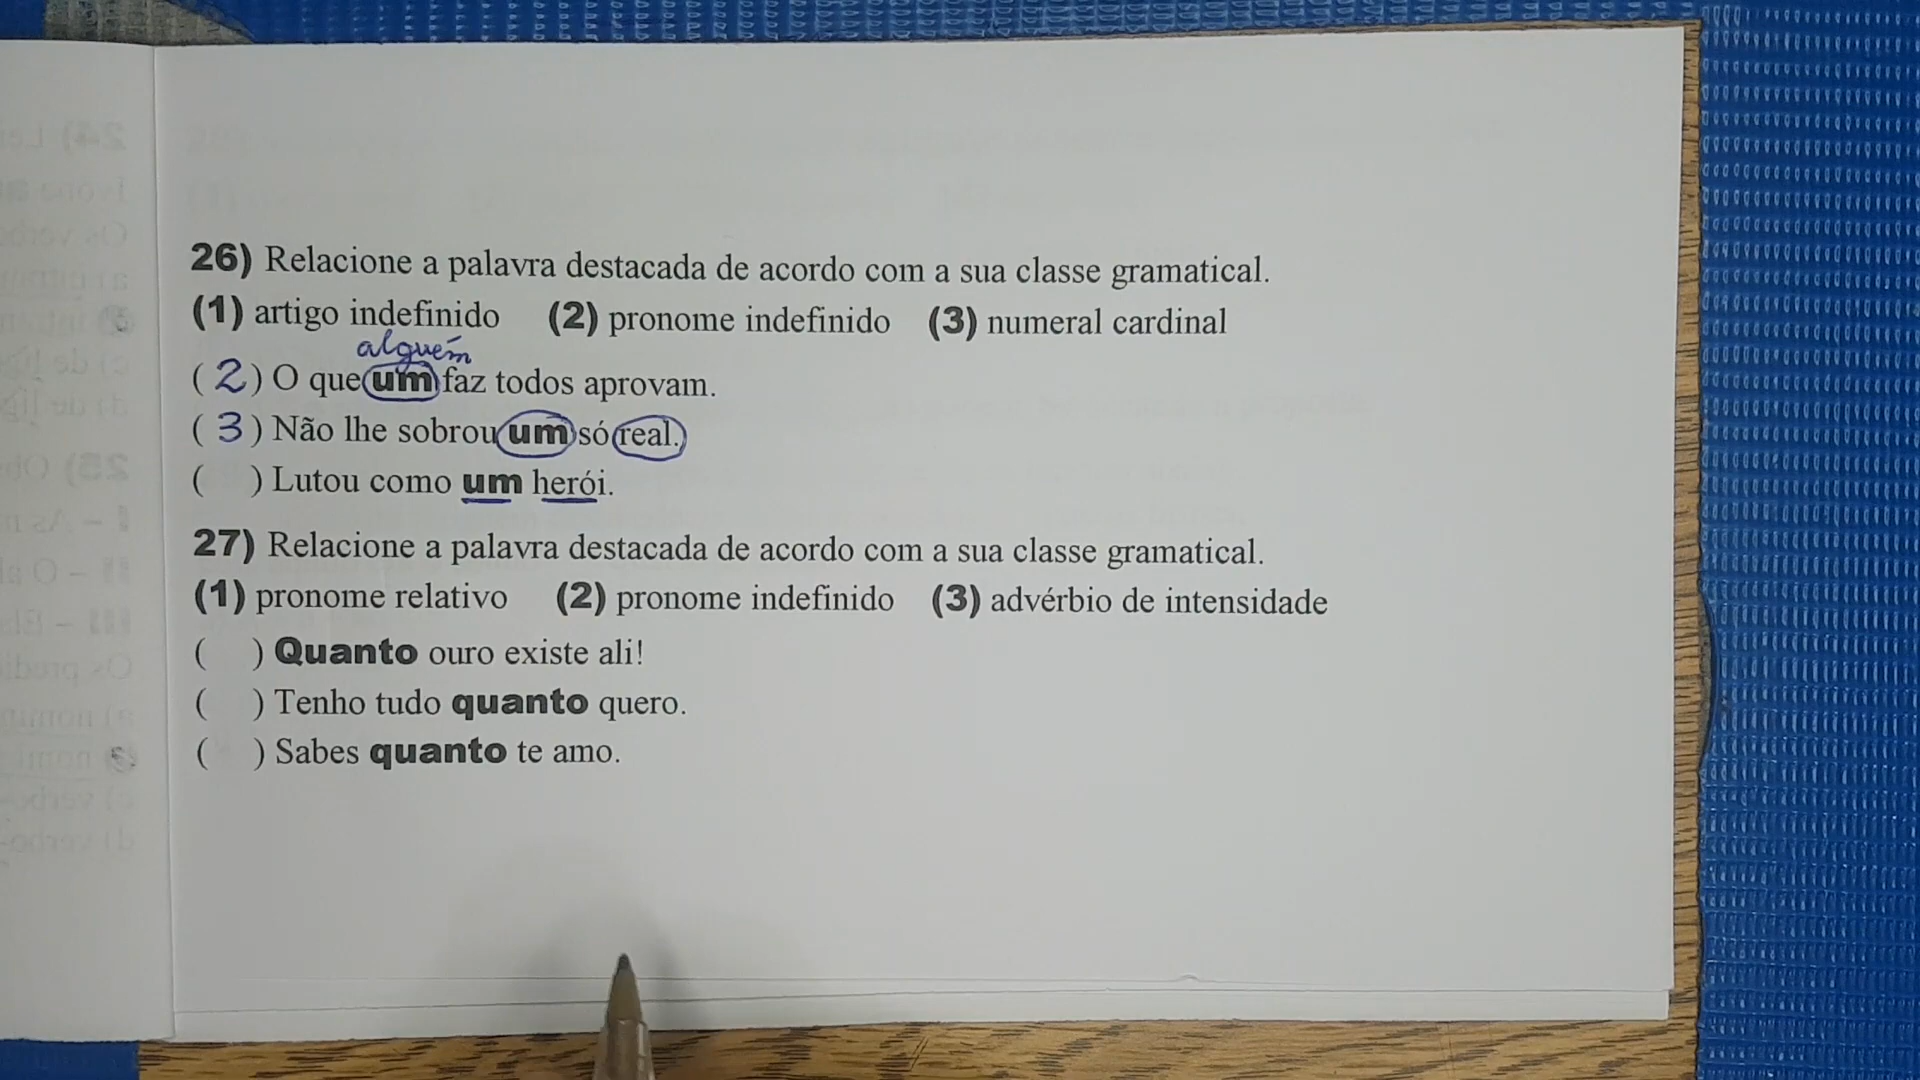 26) Relacione a palavra destacada de acordo com a sua classe gramatical.
(1) artigo indefinido (2) pronome indefinido (3) numeral cardinal
alguém
( 2 ) O que um faz todos aprovam.
( 3 ) Não lhe sobrou um só real.
( ) Lutou como um herói.
27) Relacione a palavra destacada de acordo com a sua classe gramatical.
(1) pronome relativo (2) pronome indefinido (3) advérbio de intensidade
( ) Quanto ouro existe ali!
( ) Tenho tudo quanto quero.
( ) Sabes quanto te amo.